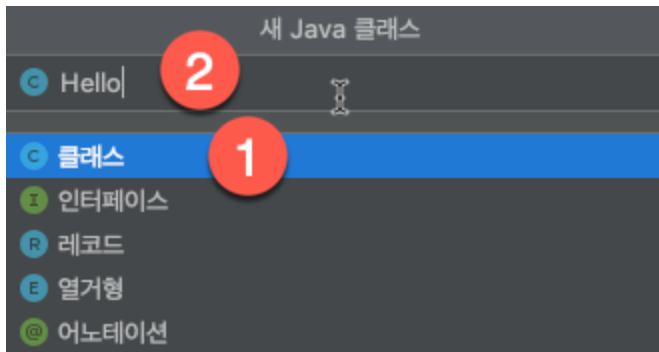 새 Java 클래스
C Hello 2
C 클래스 1
I 인터페이스
R 레코드
E 열거형
@ 어노테이션